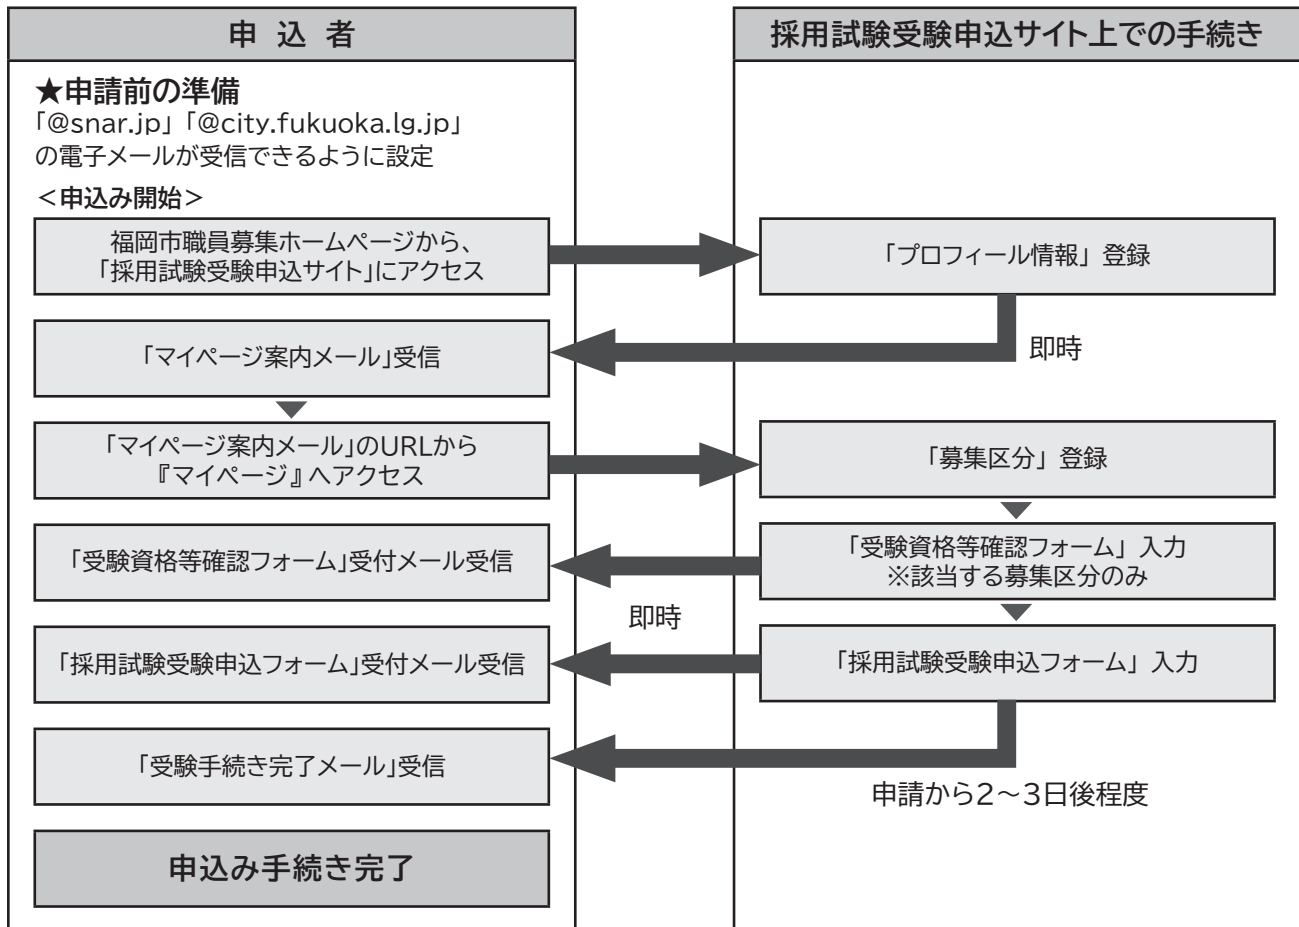 申 込 者
採用試験受験申込サイト上での手続き
★申請前の準備
「@snar.jp」「@city.fukuoka.lg.jp」
の電子メールが受信できるように設定
＜申込み開始＞
福岡市職員募集ホームページから、
「採用試験受験申込サイト」にアクセス
「プロフィール情報」登録
即時
「マイページ案内メール」受信
「マイページ案内メール」のURLから
『マイページ』へアクセス
「募集区分」登録
「受験資格等確認フォーム」入力
※該当する募集区分のみ
「受験資格等確認フォーム」受付メール受信
即時
「採用試験受験申込フォーム」入力
「採用試験受験申込フォーム」受付メール受信
「受験手続き完了メール」受信
申請から2～3日後程度
申込み手続き完了